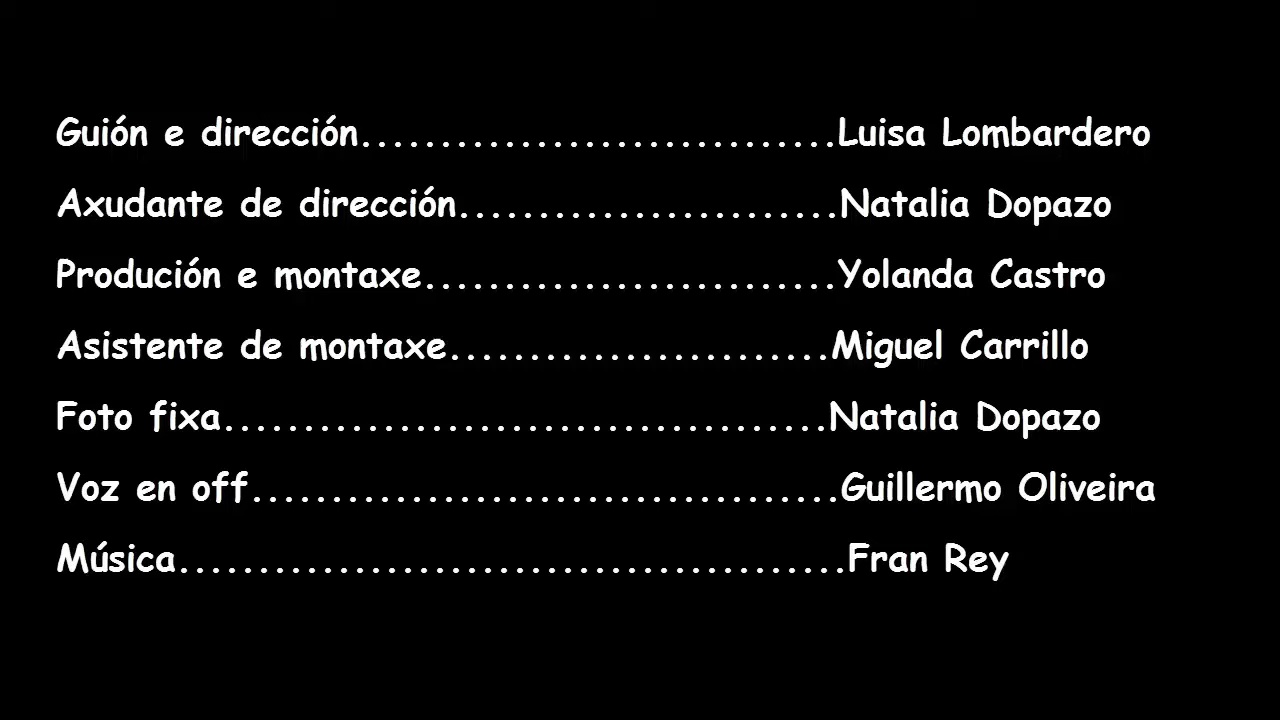 Guión e dirección..............................Luisa Lombardero
Axudante de dirección........................Natalia Dopazo
Produción e montaxe..........................Yolanda Castro
Asistente de montaxe........................Miguel Carrillo
Foto fixa......................................Natalia Dopazo
Voz en off.....................................Guillermo Oliveira
Música..........................................Fran Rey